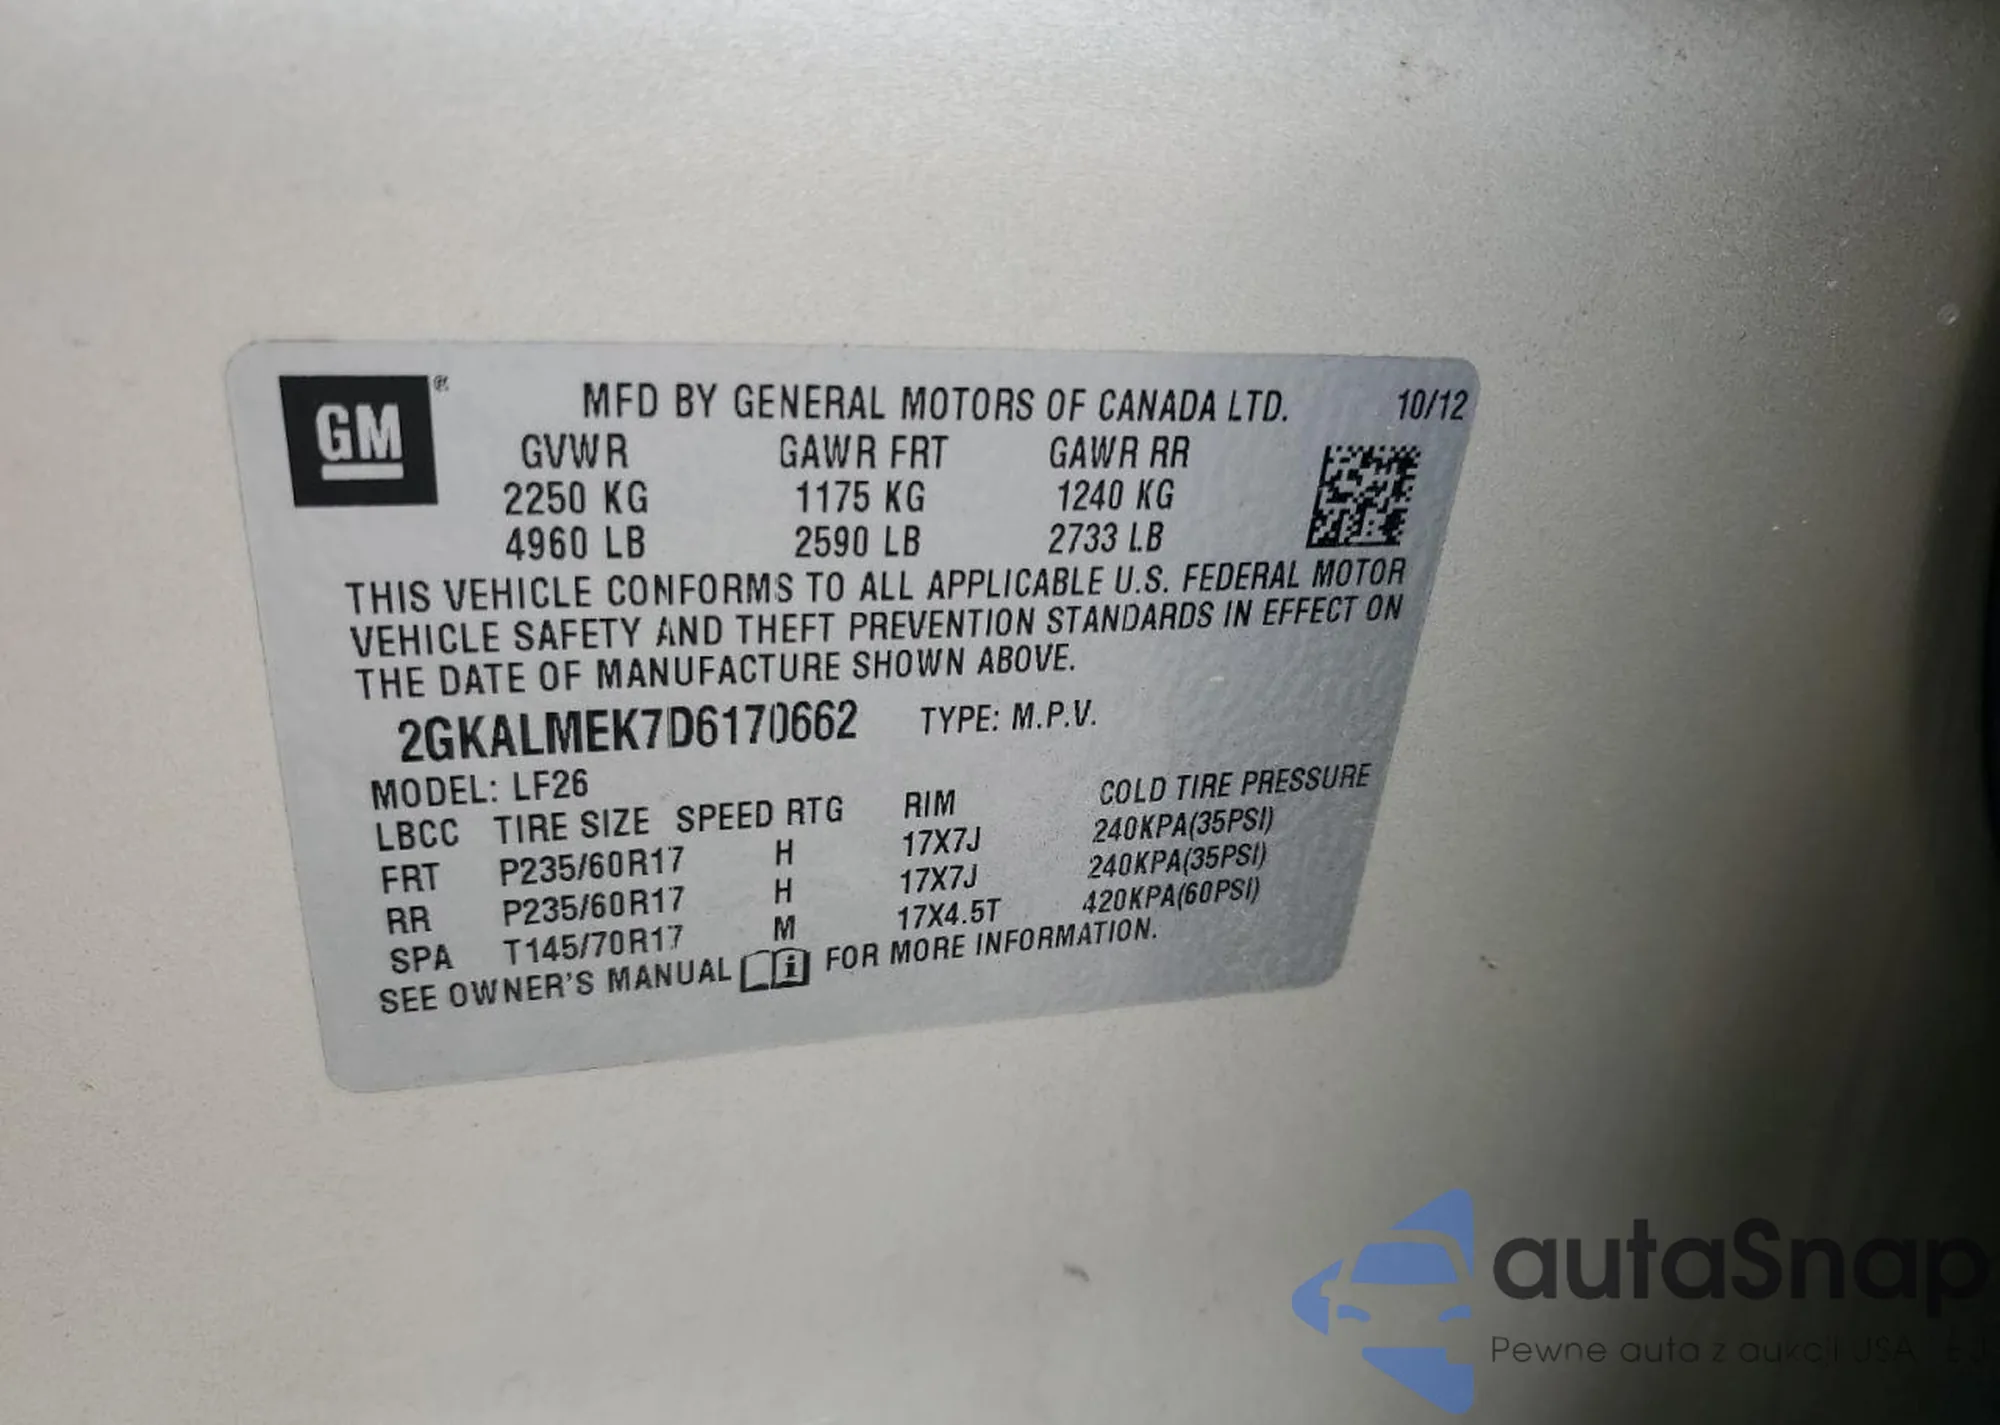 GM ®
MFD BY GENERAL MOTORS OF CANADA LTD. 10/12
GVWR GAWR FRT GAWR RR
2250 KG 1175 KG 1240 KG
4960 LB 2590 LB 2733 LB
THIS VEHICLE CONFORMS TO ALL APPLICABLE U.S. FEDERAL MOTOR
VEHICLE SAFETY AND THEFT PREVENTION STANDARDS IN EFFECT ON
THE DATE OF MANUFACTURE SHOWN ABOVE.
2GKALMEK7D6170662 TYPE: M.P.V.
MODEL: LF26
LBCC TIRE SIZE SPEED RTG RIM COLD TIRE PRESSURE
FRT P235/60R17 H 17X7J 240KPA(35PSI)
RR P235/60R17 H 17X7J 240KPA(35PSI)
SPA T145/70R17 M 17X4.5T 420KPA(60PSI)
SEE OWNER'S MANUAL i FOR MORE INFORMATION.
autaSnap
Pewne auta z aukcji USA